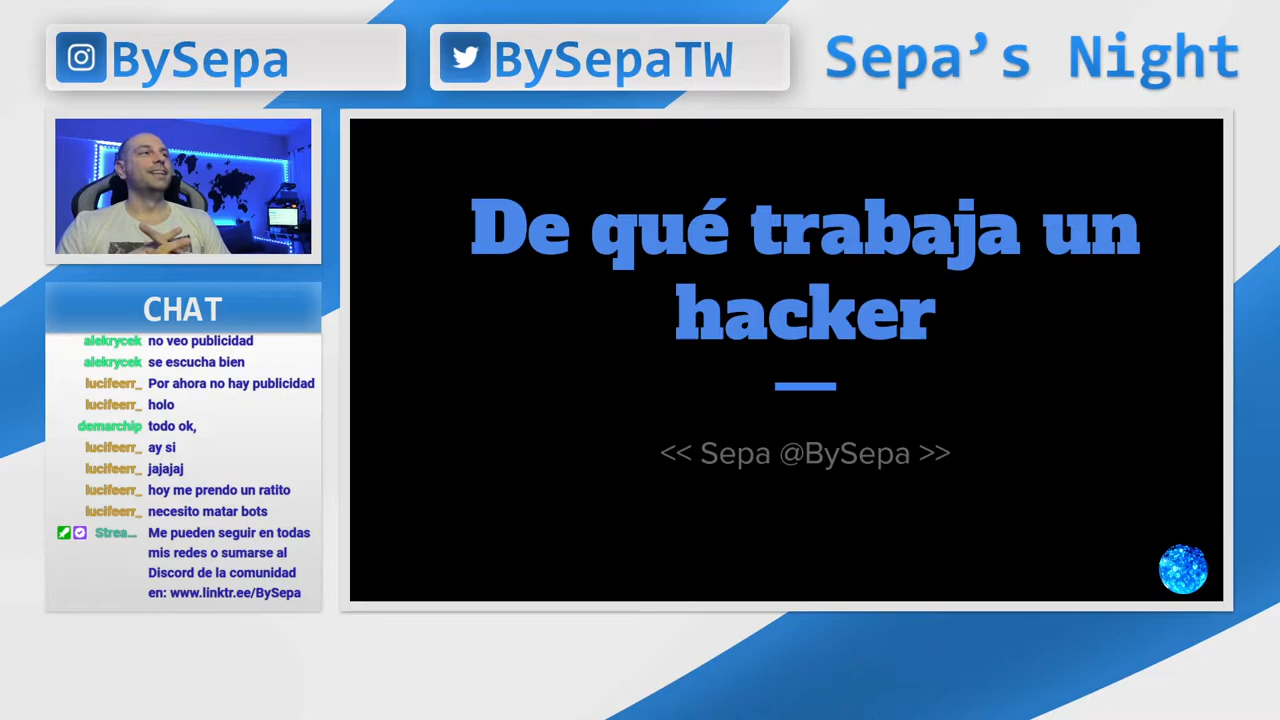 BySepa
BySepaTW
Sepa’s Night
De qué trabaja un
hacker
<< Sepa @BySepa >>
CHAT
alekrycek no veo publicidad
alekrycek se escucha bien
lucifeerr_ Por ahora no hay publicidad
lucifeerr_ holo
demarchip todo ok,
lucifeerr_ ay si
lucifeerr_ jajajaj
lucifeerr_ hoy me prendo un ratito
lucifeerr_ necesito matar bots
Strea... Me pueden seguir en todas
mis redes o sumarse al
Discord de la comunidad
en: www.linktr.ee/BySepa